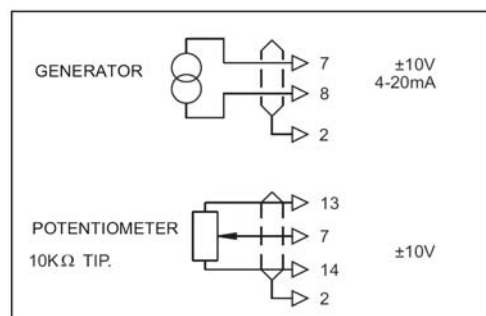 GENERATOR
7
±10V
8
4-20mA
2
13
POTENTIOMETER
7
10KΩ TIP.
±10V
14
2